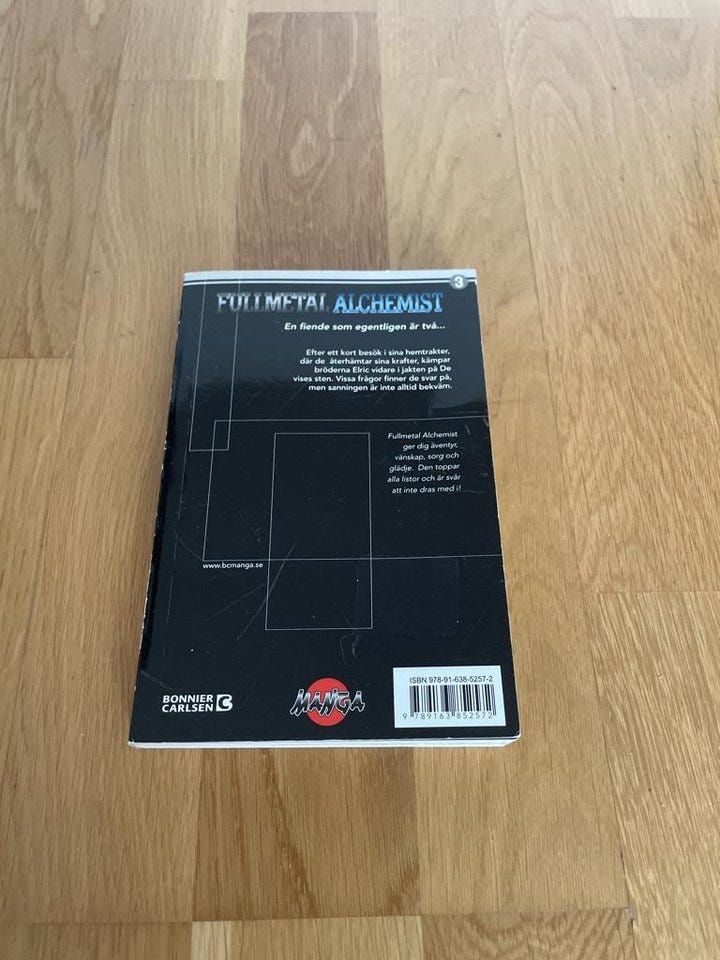 3
FULLMETAL ALCHEMIST
En fiende som egentligen är två...
Efter ett kort besök i sina hemtrakter,
där de återhämtar sina krafter, kämpar
bröderna Elric vidare i jakten på De
vises sten. Vissa frågor finner de svar på,
men sanningen är inte alltid bekväm.
Fullmetal Alchemist
ger dig äventyr,
vänskap, sorg och
glädje. Den toppar
alla listor och är svår
att inte dras med i!
www.bcmanga.se
ISBN 978-91-638-5257-2
9 789163 852572
BONNIER
CARLSEN
MANGA